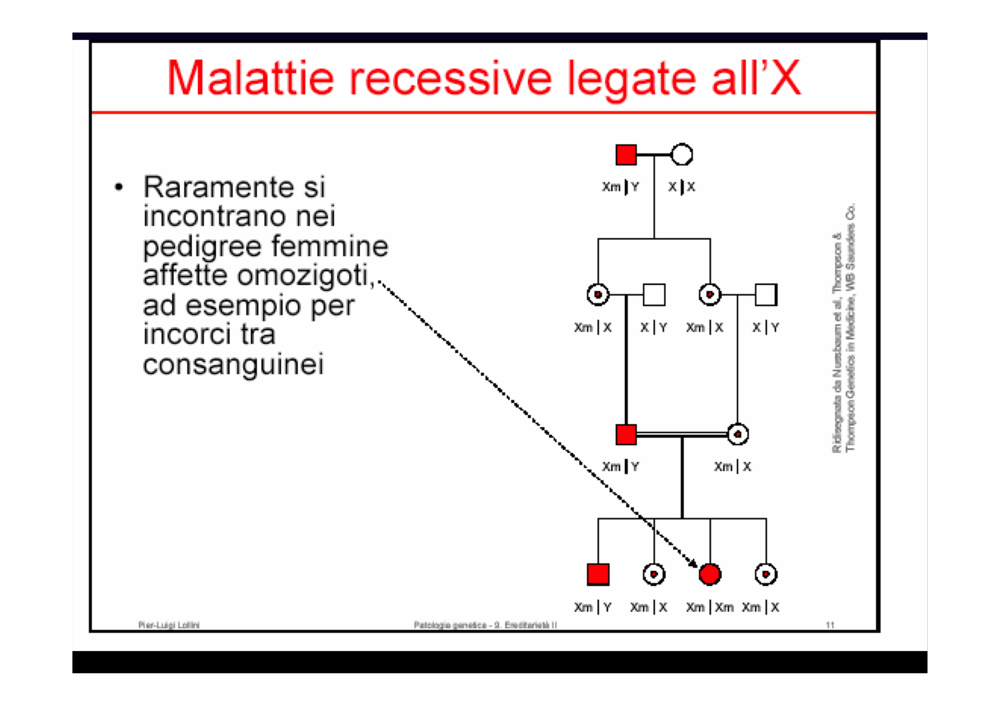 Malattie recessive legate all'X
• Raramente si
incontrano nei
pedigree femmine
affette omozigoti,
ad esempio per
incorci tra
consanguinei
Xm | Y X | X
Xm | X X | Y Xm | X X | Y
Xm | Y Xm | X
Xm | Y Xm | X Xm | Xm Xm | X
Ridisegnata da Nussbaum et al, Thompson &
Thompson Genetics in Medicine, WB Saunders Co.
Pier-Luigi Lollini Patologia genetica - 9. Ereditarietà II 11